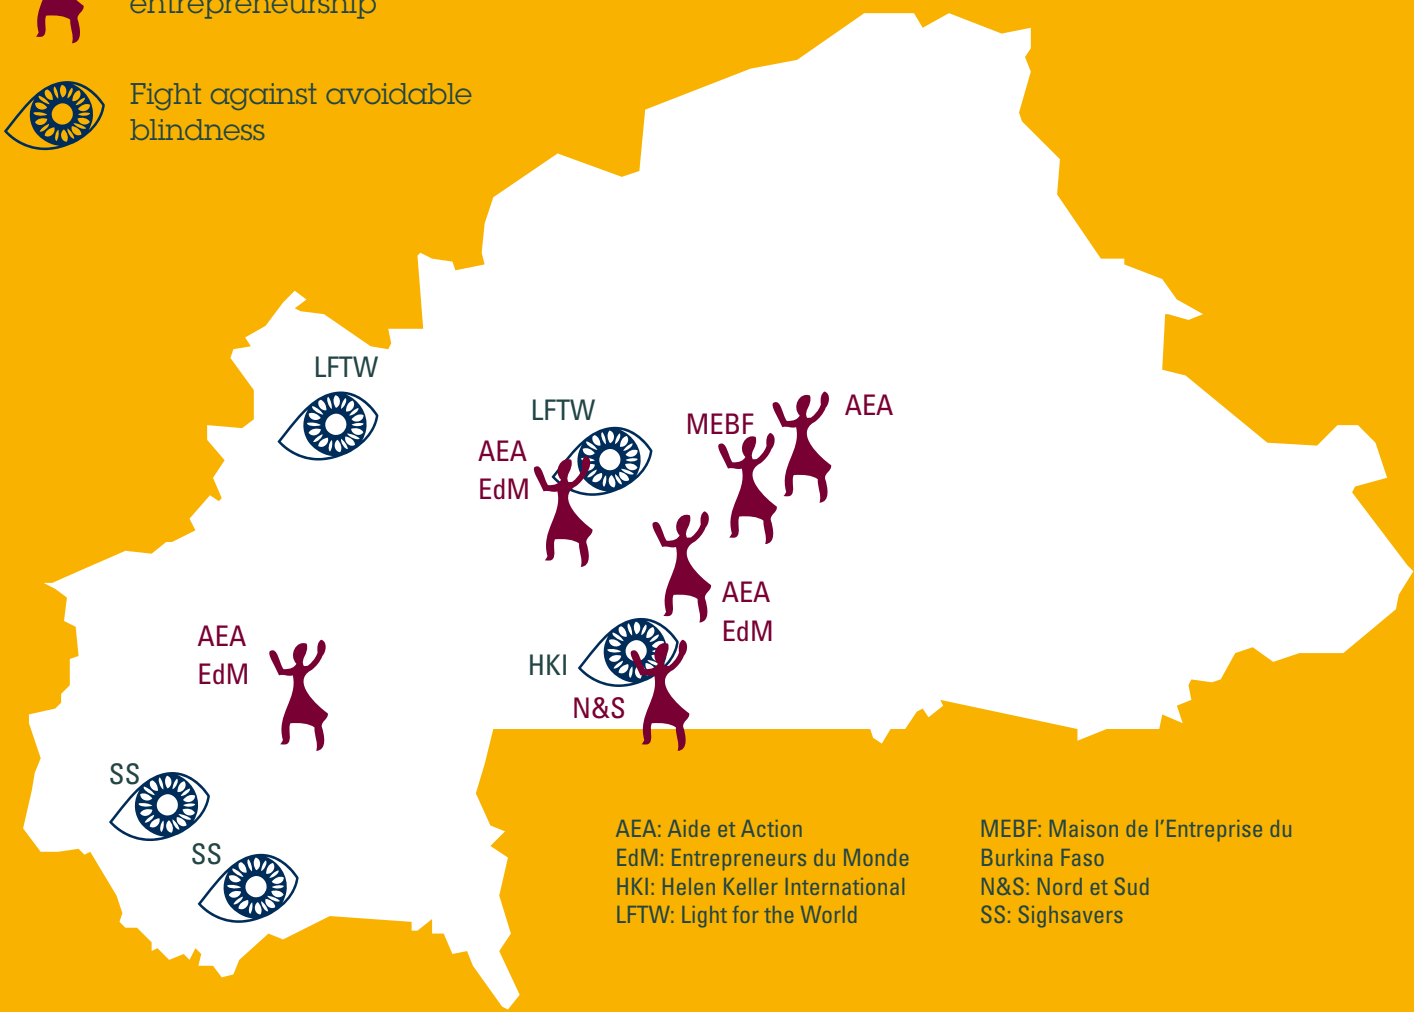 entrepreneurship
Fight against avoidable
blindness
LFTW
LFTW
AEA
EdM
MEBF
AEA
AEA
EdM
AEA
EdM
HKI
N&S
SS
SS
AEA: Aide et Action
EdM: Entrepreneurs du Monde
HKI: Helen Keller International
LFTW: Light for the World
MEBF: Maison de l'Entreprise du
Burkina Faso
N&S: Nord et Sud
SS: Sighsavers